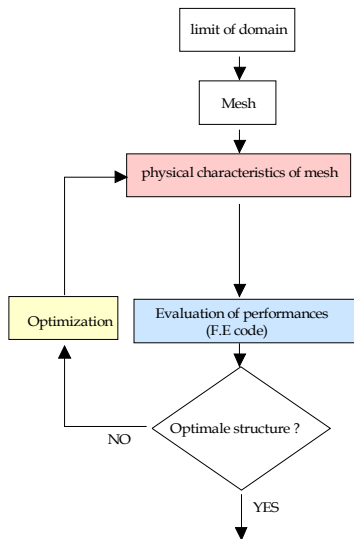 limit of domain
Mesh
physical characteristics of mesh
Evaluation of performances
(F.E code)
Optimization
Optimale structure ?
NO
YES